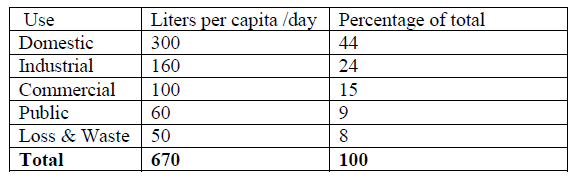 Use Liters per capita /day Percentage of total
Domestic 300 44
Industrial 160 24
Commercial 100 15
Public 60 9
Loss & Waste 50 8
Total 670 100